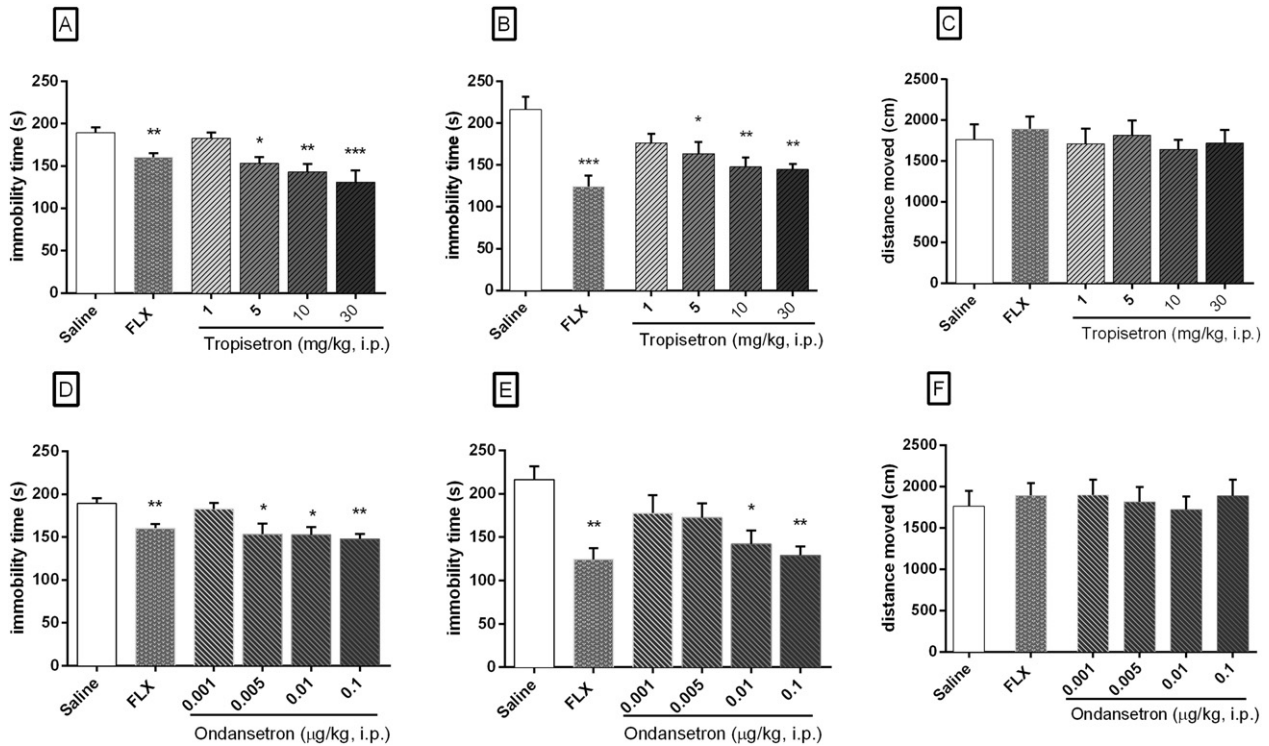 A
immobility time (s)
250
200
150
100
50
0
**
*
**
***
Saline
FLX
1
5
10
30
Tropisetron (mg/kg, i.p.)
B
immobility time (s)
250
200
150
100
50
0
***
*
**
**
Saline
FLX
1
5
10
30
Tropisetron (mg/kg, i.p.)
C
distance moved (cm)
2500
2000
1500
1000
500
0
Saline
FLX
1
5
10
30
Tropisetron (mg/kg, i.p.)
D
immobility time (s)
250
200
150
100
50
0
**
*
*
**
Saline
FLX
0.001
0.005
0.01
0.1
Ondansetron (µg/kg, i.p.)
E
immobility time (s)
250
200
150
100
50
0
**
*
**
Saline
FLX
0.001
0.005
0.01
0.1
Ondansetron (µg/kg, i.p.)
F
distance moved (cm)
2500
2000
1500
1000
500
0
Saline
FLX
0.001
0.005
0.01
0.1
Ondansetron (µg/kg, i.p.)